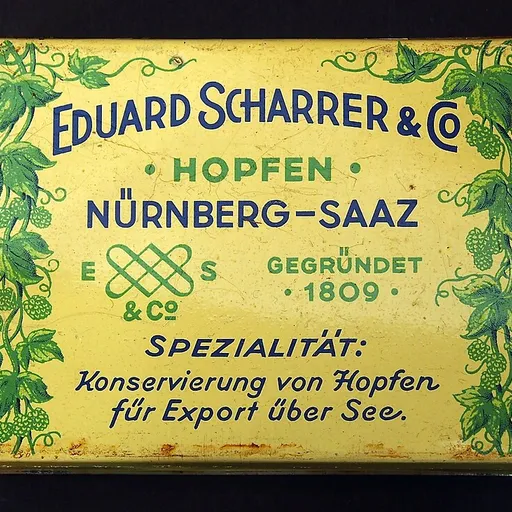 EDUARD SCHARRER & Co
• HOPFEN •
NÜRNBERG-SAAZ
E S
& Co
GEGRÜNDET
• 1809 •
SPEZIALITÄT:
Konservierung von Hopfen
für Export über See.